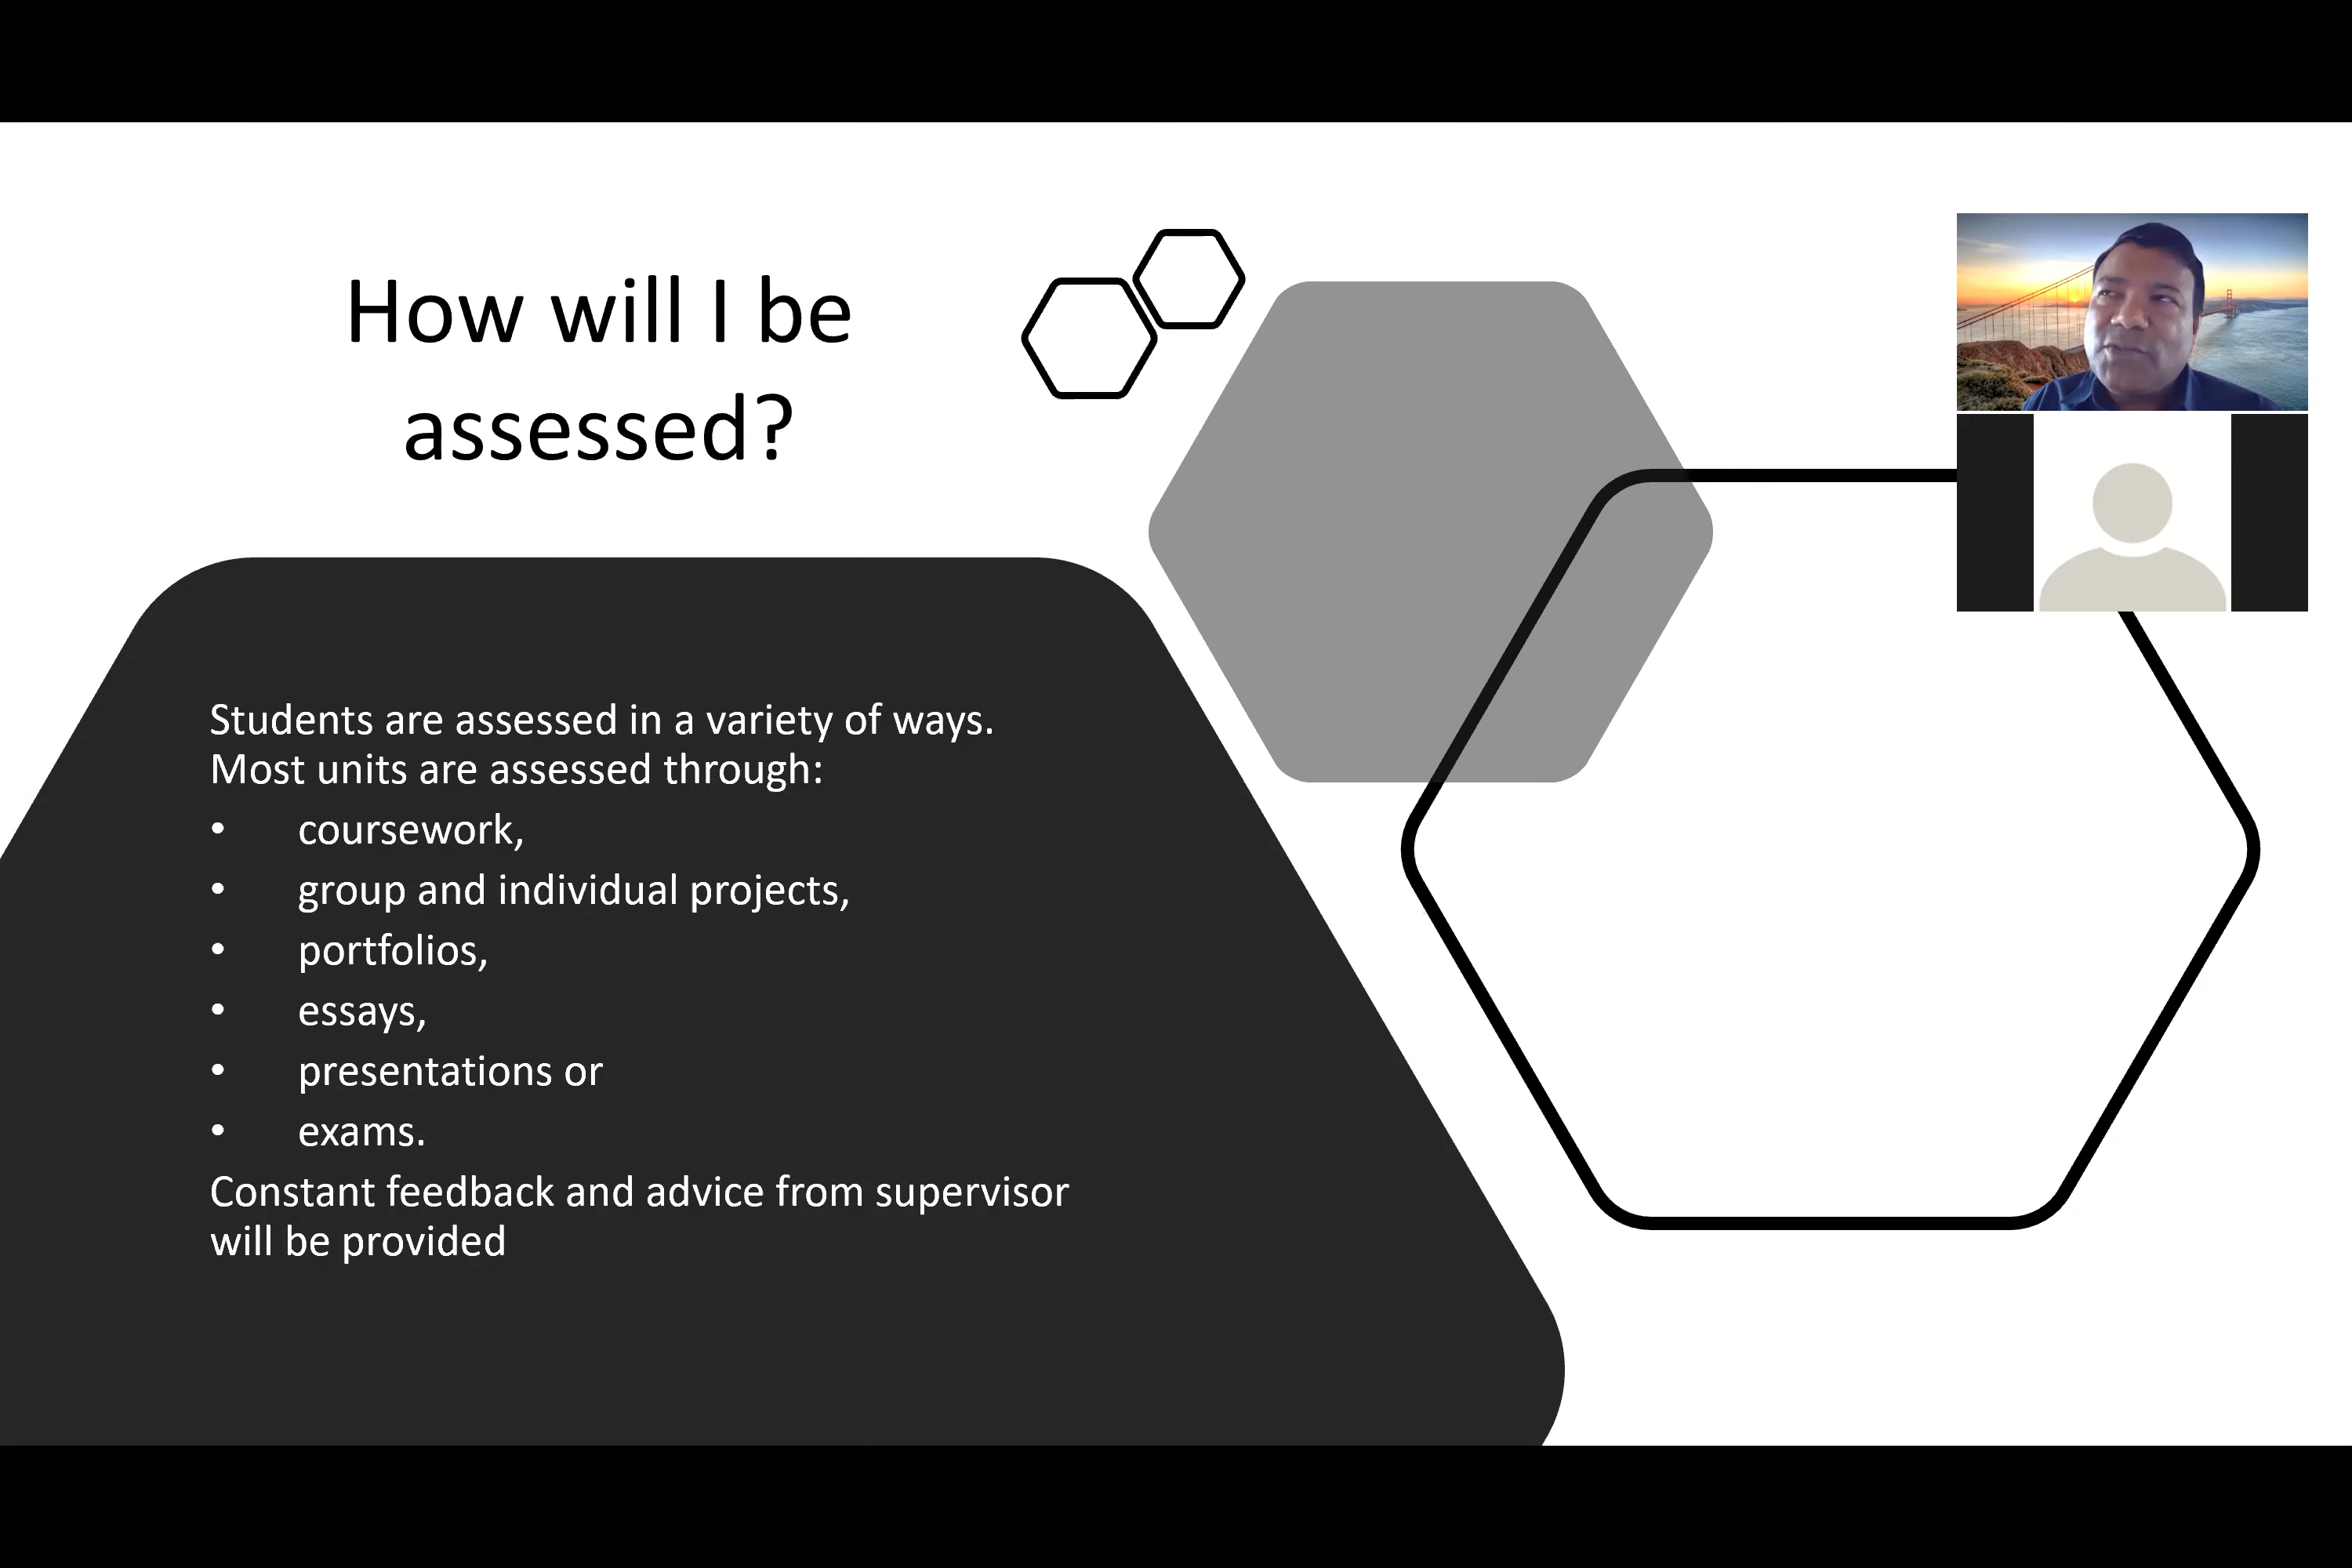 How will I be
assessed?
Students are assessed in a variety of ways.
Most units are assessed through:
• coursework,
• group and individual projects,
• portfolios,
• essays,
• presentations or
• exams.
Constant feedback and advice from supervisor
will be provided